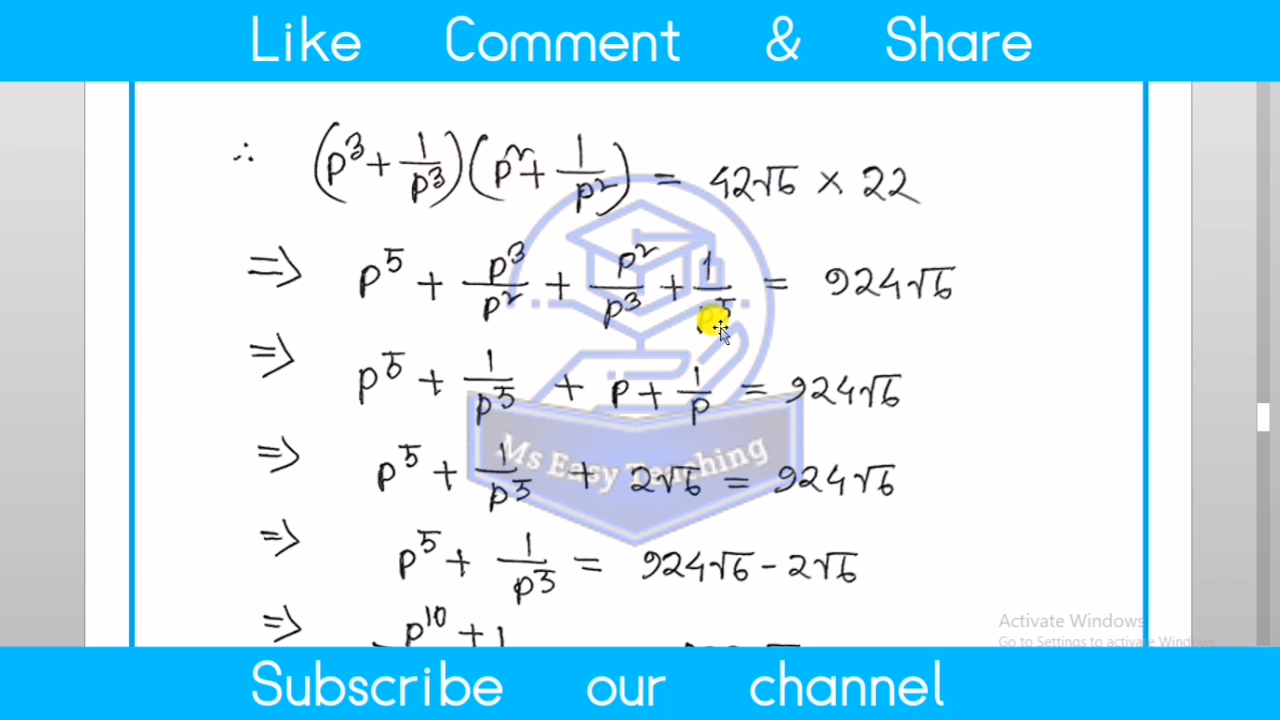 Like Comment & Share
∴ (p³ + 1/p³)(p² + 1/p²) = 42√6 × 22
⇒ p⁵ + p³/p² + p²/p³ + 1/p⁵ = 924√6
⇒ p⁵ + 1/p⁵ + p + 1/p = 924√6
⇒ p⁵ + 1/p⁵ + 2√6 = 924√6
⇒ p⁵ + 1/p⁵ = 924√6 - 2√6
⇒ p¹⁰ + 1
Ms Easy Teaching
Activate Windows
Go to Settings to activate Windows.
Subscribe our channel